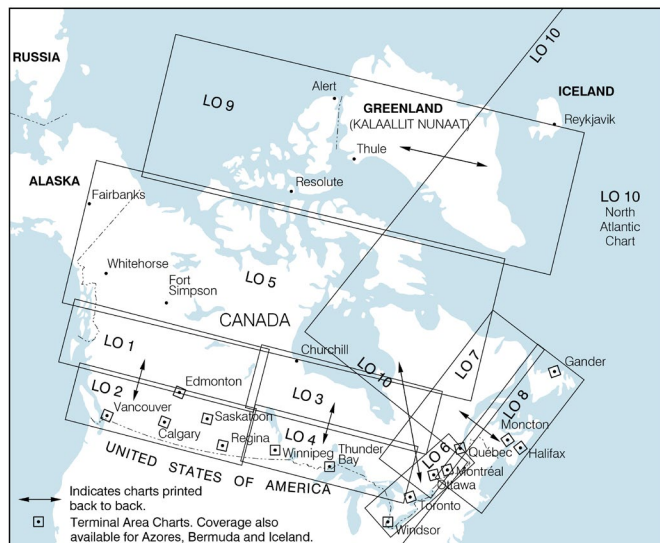 LO 10
RUSSIA
ICELAND
Alert
LO 9
GREENLAND
(KALAALLIT NUNAAT)
Reykjavik
Thule
ALASKA
Resolute
Fairbanks
LO 10
North
Atlantic
Chart
Whitehorse
Fort
Simpson
LO 5
CANADA
LO 1
Churchill
LO 7
LO 10
Gander
LO 2
Edmonton
LO 3
LO 8
Vancouver
Saskatoon
Moncton
Calgary
Regina
LO 4
Winnipeg
Thunder
Bay
LO 6
Québec
Halifax
Montréal
Ottawa
UNITED STATES OF AMERICA
Toronto
Windsor
Indicates charts printed
back to back.
Terminal Area Charts. Coverage also
available for Azores, Bermuda and Iceland.